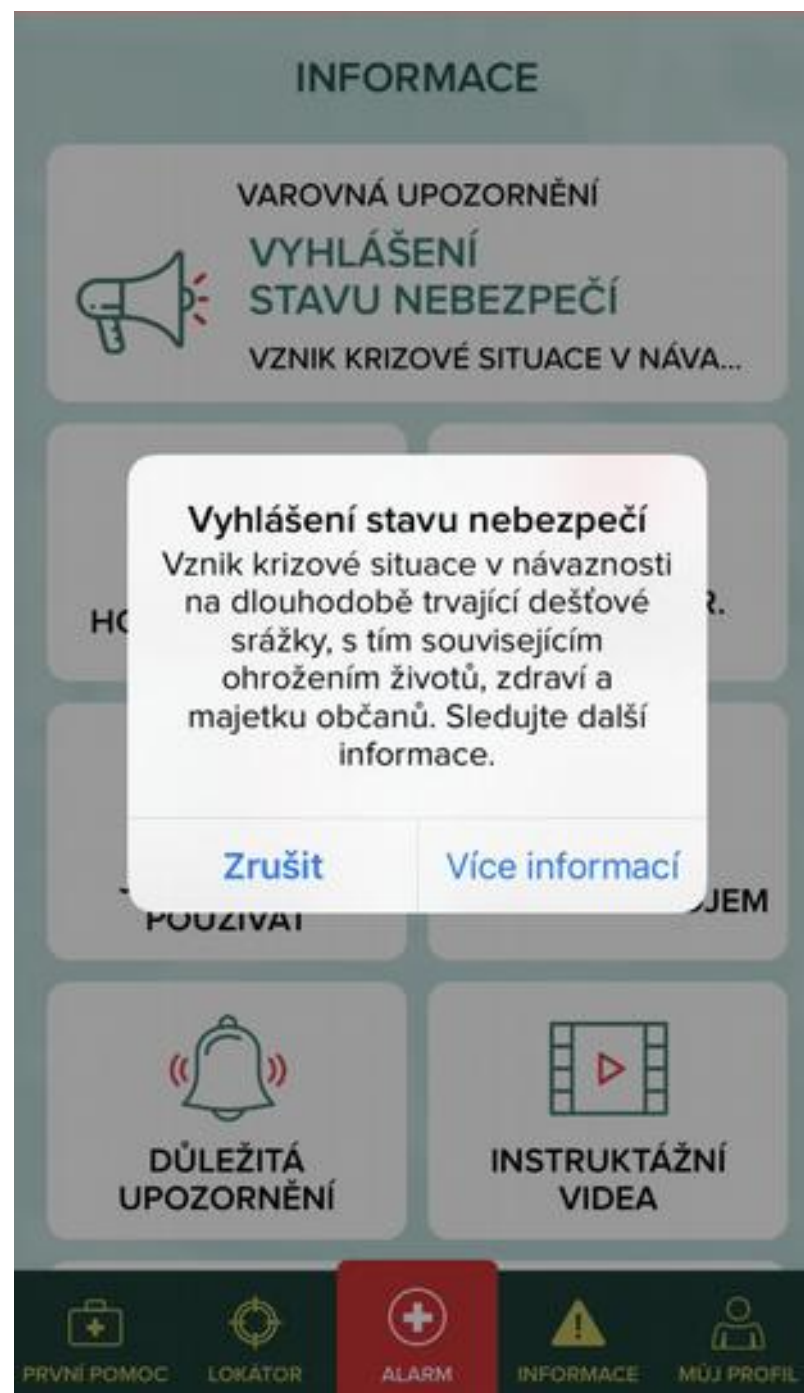 INFORMACE
VAROVNÁ UPOZORNĚNÍ
VYHLÁŠENÍ
STAVU NEBEZPEČÍ
VZNIK KRIZOVÉ SITUACE V NÁVA...
Vyhlášení stavu nebezpečí
Vznik krizové situace v návaznosti
na dlouhodobě trvající dešťové
srážky, s tím souvisejícím
ohrožením životů, zdraví a
majetku občanů. Sledujte další
informace.
Zrušit
Více informací
POUŽÍVAT
DŮLEŽITÁ
UPOZORNĚNÍ
INSTRUKTÁŽNÍ
VIDEA
PRVNÍ POMOC
LOKÁTOR
ALARM
INFORMACE
MŮJ PROFIL